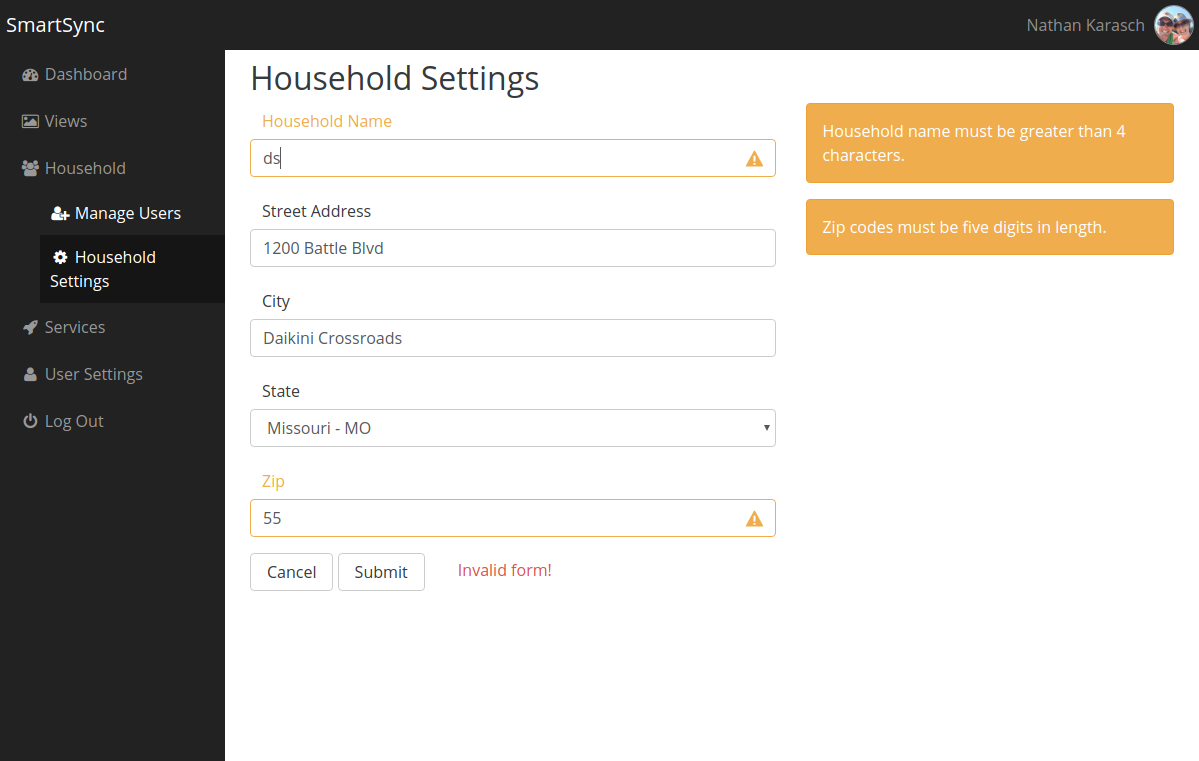 SmartSync
Nathan Karasch
Dashboard
Views
Household
Manage Users
Household
Settings
Services
User Settings
Log Out
Household Settings
Household Name
ds
Street Address
1200 Battle Blvd
City
Daikini Crossroads
State
Missouri - MO
Zip
55
Cancel
Submit
Invalid form!
Household name must be greater than 4
characters.
Zip codes must be five digits in length.